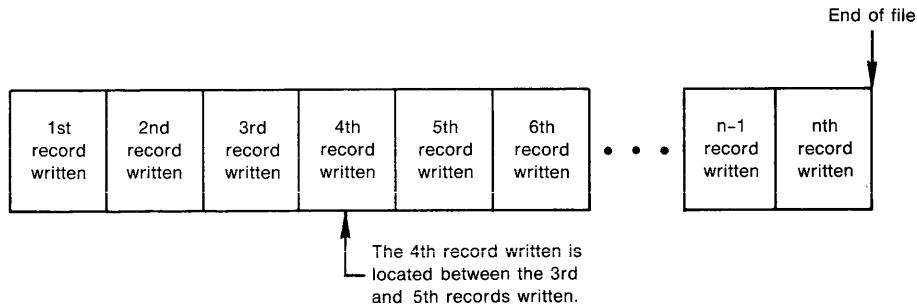 End of file
1st
record
written
2nd
record
written
3rd
record
written
4th
record
written
5th
record
written
6th
record
written
n-1
record
written
nth
record
written
The 4th record written is
located between the 3rd
and 5th records written.